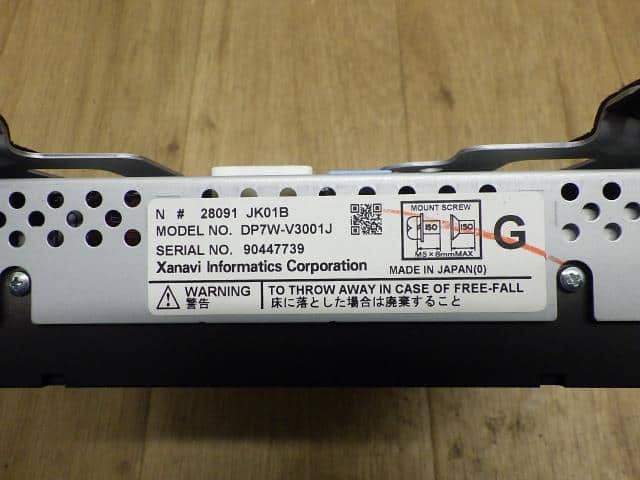 N # 28091 JK01B
MODEL NO. DP7W-V3001J
SERIAL NO. 90447739
Xanavi Informatics Corporation
MOUNT SCREW
ISO ISO
M5×8mmMAX
MADE IN JAPAN(0)
G
WARNING
警告
TO THROW AWAY IN CASE OF FREE-FALL
床に落とした場合は廃棄すること